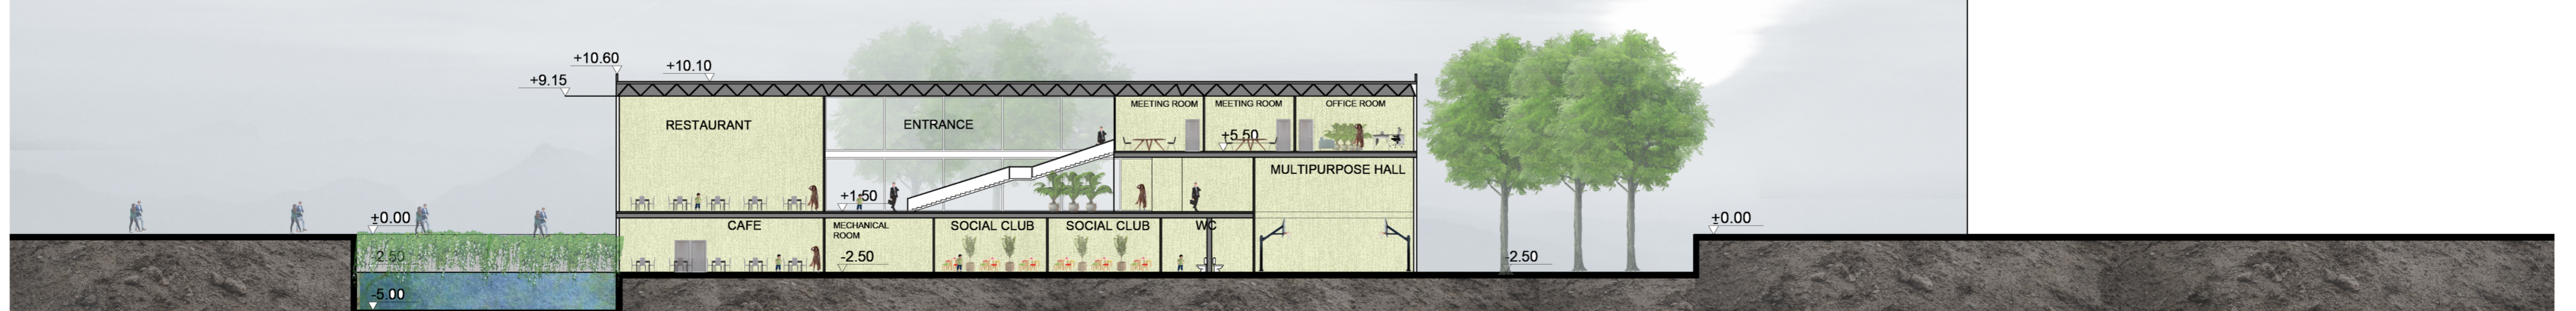 +10.60
+10.10
+9.15
MEETING ROOM
MEETING ROOM
OFFICE ROOM
RESTAURANT
ENTRANCE
+5.50
MULTIPURPOSE HALL
+1.50
±0.00
±0.00
CAFE
MECHANICAL
ROOM
SOCIAL CLUB
SOCIAL CLUB
WC
-2.50
-2.50
-2.50
-5.00